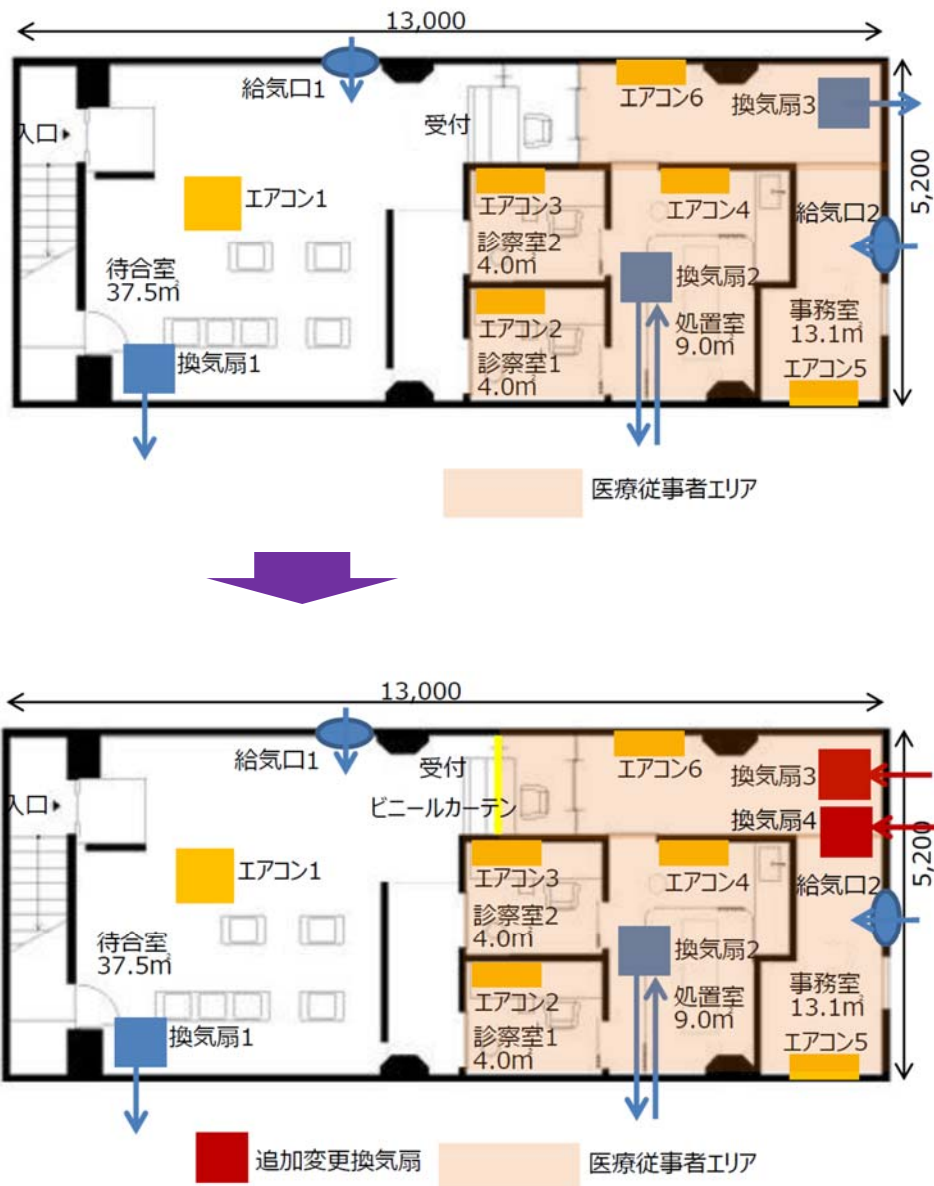 13,000
給気口1
エアコン6
換気扇3
受付
入口▶
5,200
エアコン1
エアコン3
エアコン4
給気口2
診察室2
4.0㎡
待合室
37.5㎡
換気扇2
エアコン2
処置室
9.0㎡
事務室
13.1㎡
診察室1
4.0㎡
換気扇1
エアコン5
医療従事者エリア
13,000
給気口1
受付
エアコン6
換気扇3
入口▶
ビニールカーテン
換気扇4
5,200
エアコン1
エアコン3
エアコン4
給気口2
診察室2
4.0㎡
待合室
37.5㎡
換気扇2
エアコン2
処置室
9.0㎡
事務室
13.1㎡
診察室1
4.0㎡
換気扇1
エアコン5
追加変更換気扇
医療従事者エリア